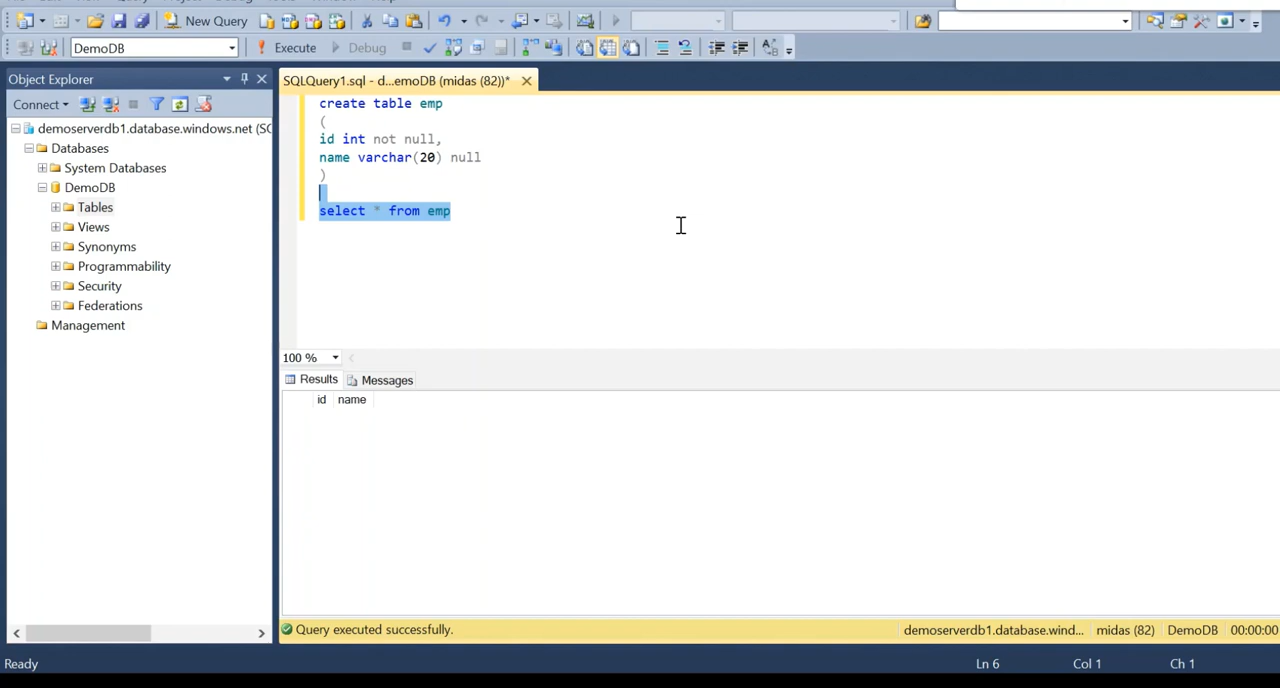 New Query
DemoDB
Execute
Debug
Object Explorer
SQLQuery1.sql - d...emoDB (midas (82))*
Connect
demoserverdb1.database.windows.net (SC
Databases
System Databases
DemoDB
Tables
Views
Synonyms
Programmability
Security
Federations
Management
create table emp
(
id int not null,
name varchar(20) null
)
select * from emp
100 %
Results
Messages
id name
Query executed successfully.
demoserverdb1.database.wind...
midas (82)
DemoDB
00:00:00
Ready
Ln 6
Col 1
Ch 1